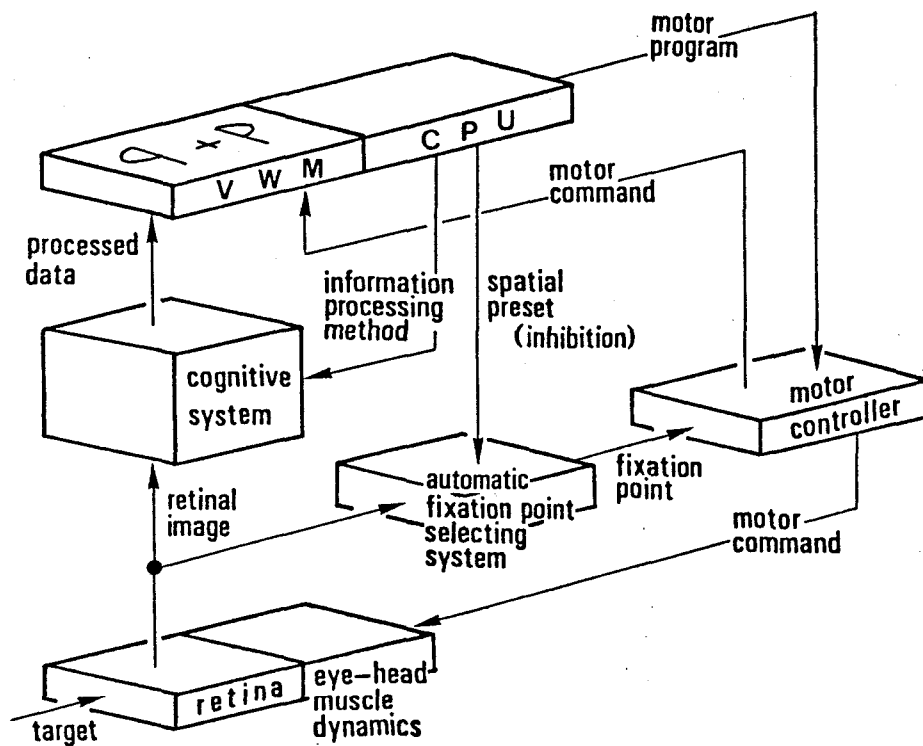 motor
program
C P U
V W M
motor
command
processed
data
information
processing
method
spatial
preset
(inhibition)
cognitive
system
motor
controller
automatic
fixation point
selecting
system
fixation
point
retinal
image
motor
command
retina
eye-head
muscle
dynamics
target